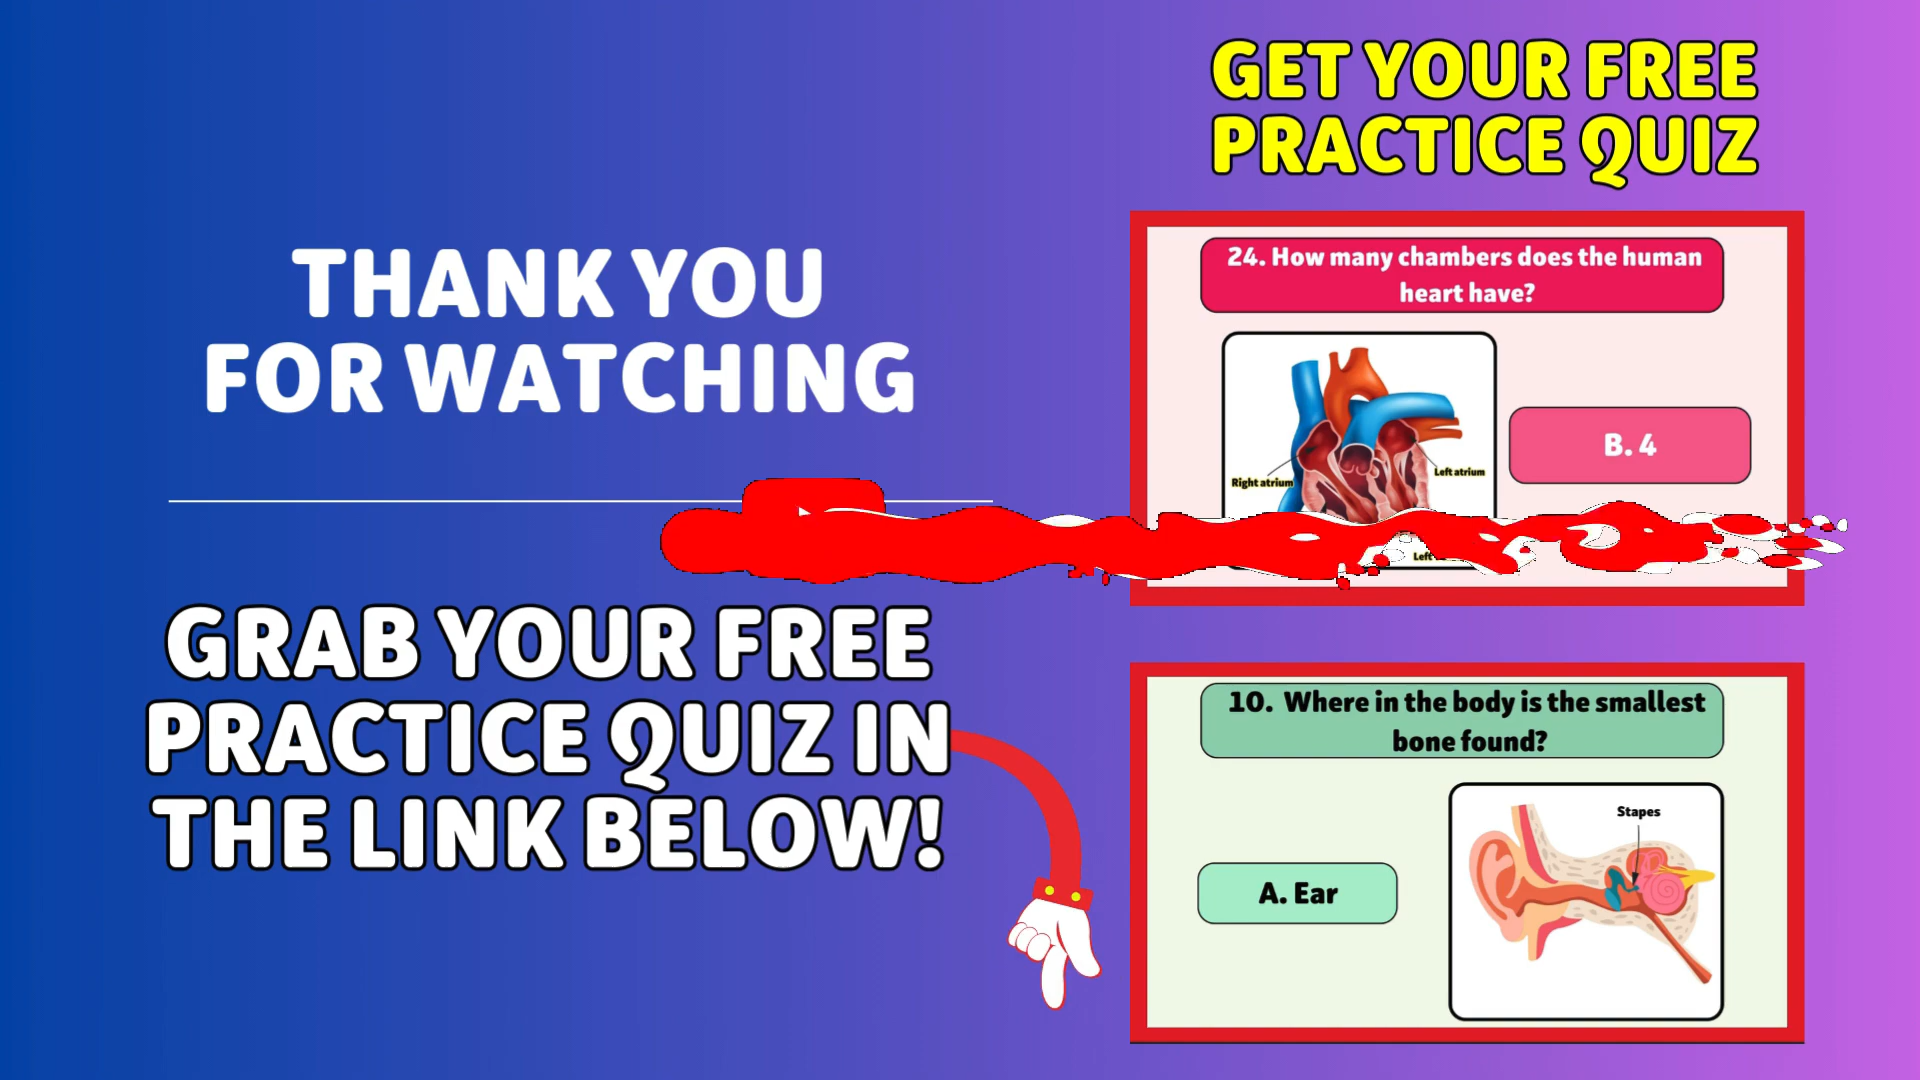 THANK YOU
FOR WATCHING
GRAB YOUR FREE
PRACTICE QUIZ IN
THE LINK BELOW!
GET YOUR FREE
PRACTICE QUIZ
24. How many chambers does the human
heart have?
Right atrium
Left atrium
Left
B. 4
10. Where in the body is the smallest
bone found?
A. Ear
Stapes